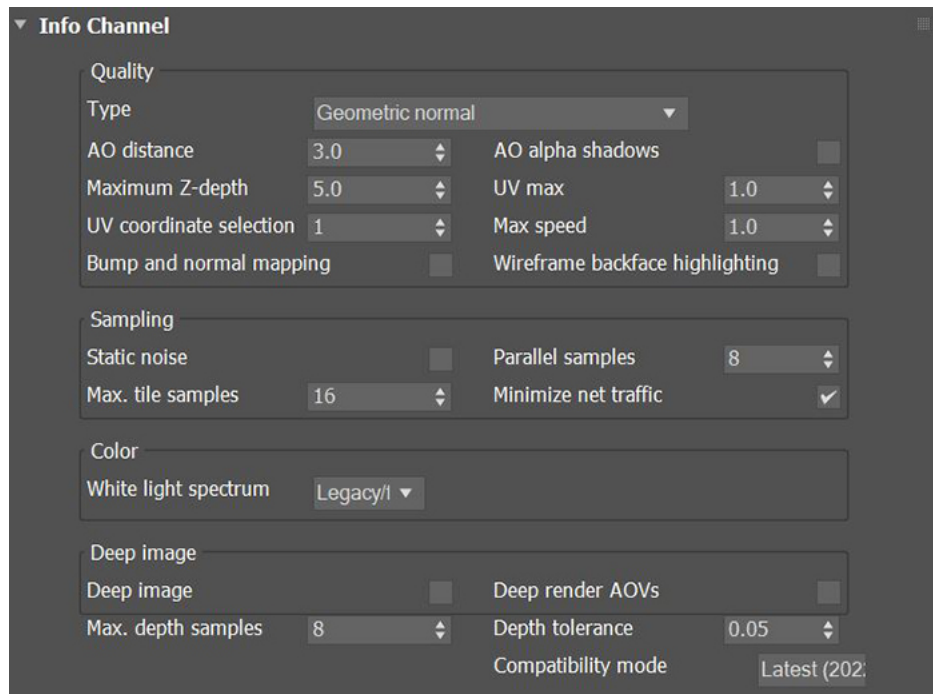 Info Channel
Quality
Type Geometric normal
AO distance 3.0 AO alpha shadows
Maximum Z-depth 5.0 UV max 1.0
UV coordinate selection 1 Max speed 1.0
Bump and normal mapping Wireframe backface highlighting
Sampling
Static noise Parallel samples 8
Max. tile samples 16 Minimize net traffic
Color
White light spectrum Legacy/
Deep image
Deep image Deep render AOVs
Max. depth samples 8 Depth tolerance 0.05
Compatibility mode Latest (202